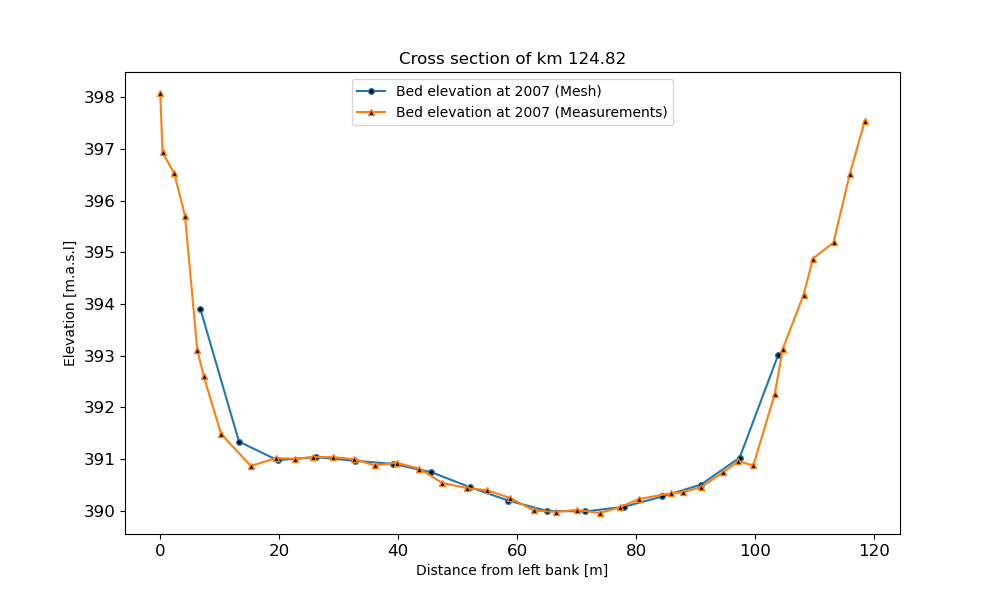 Cross section of km 124.82
Bed elevation at 2007 (Mesh)
Bed elevation at 2007 (Measurements)
398
397
396
395
394
393
392
391
390
Elevation [m.a.s.l]
0 20 40 60 80 100 120
Distance from left bank [m]